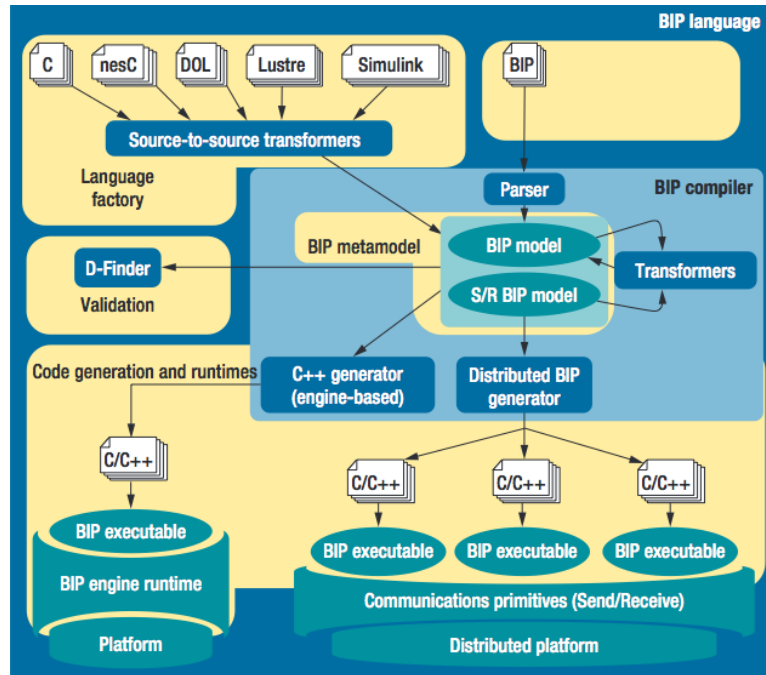 BIP language
C
nesC
DOL
Lustre
Simulink
BIP
Source-to-source transformers
Language
factory
Parser
BIP compiler
BIP metamodel
BIP model
S/R BIP model
Transformers
D-Finder
Validation
Code generation and runtimes
C++ generator
(engine-based)
Distributed BIP
generator
C/C++
C/C++
C/C++
C/C++
BIP executable
BIP executable
BIP executable
BIP executable
BIP engine runtime
Communications primitives (Send/Receive)
Platform
Distributed platform